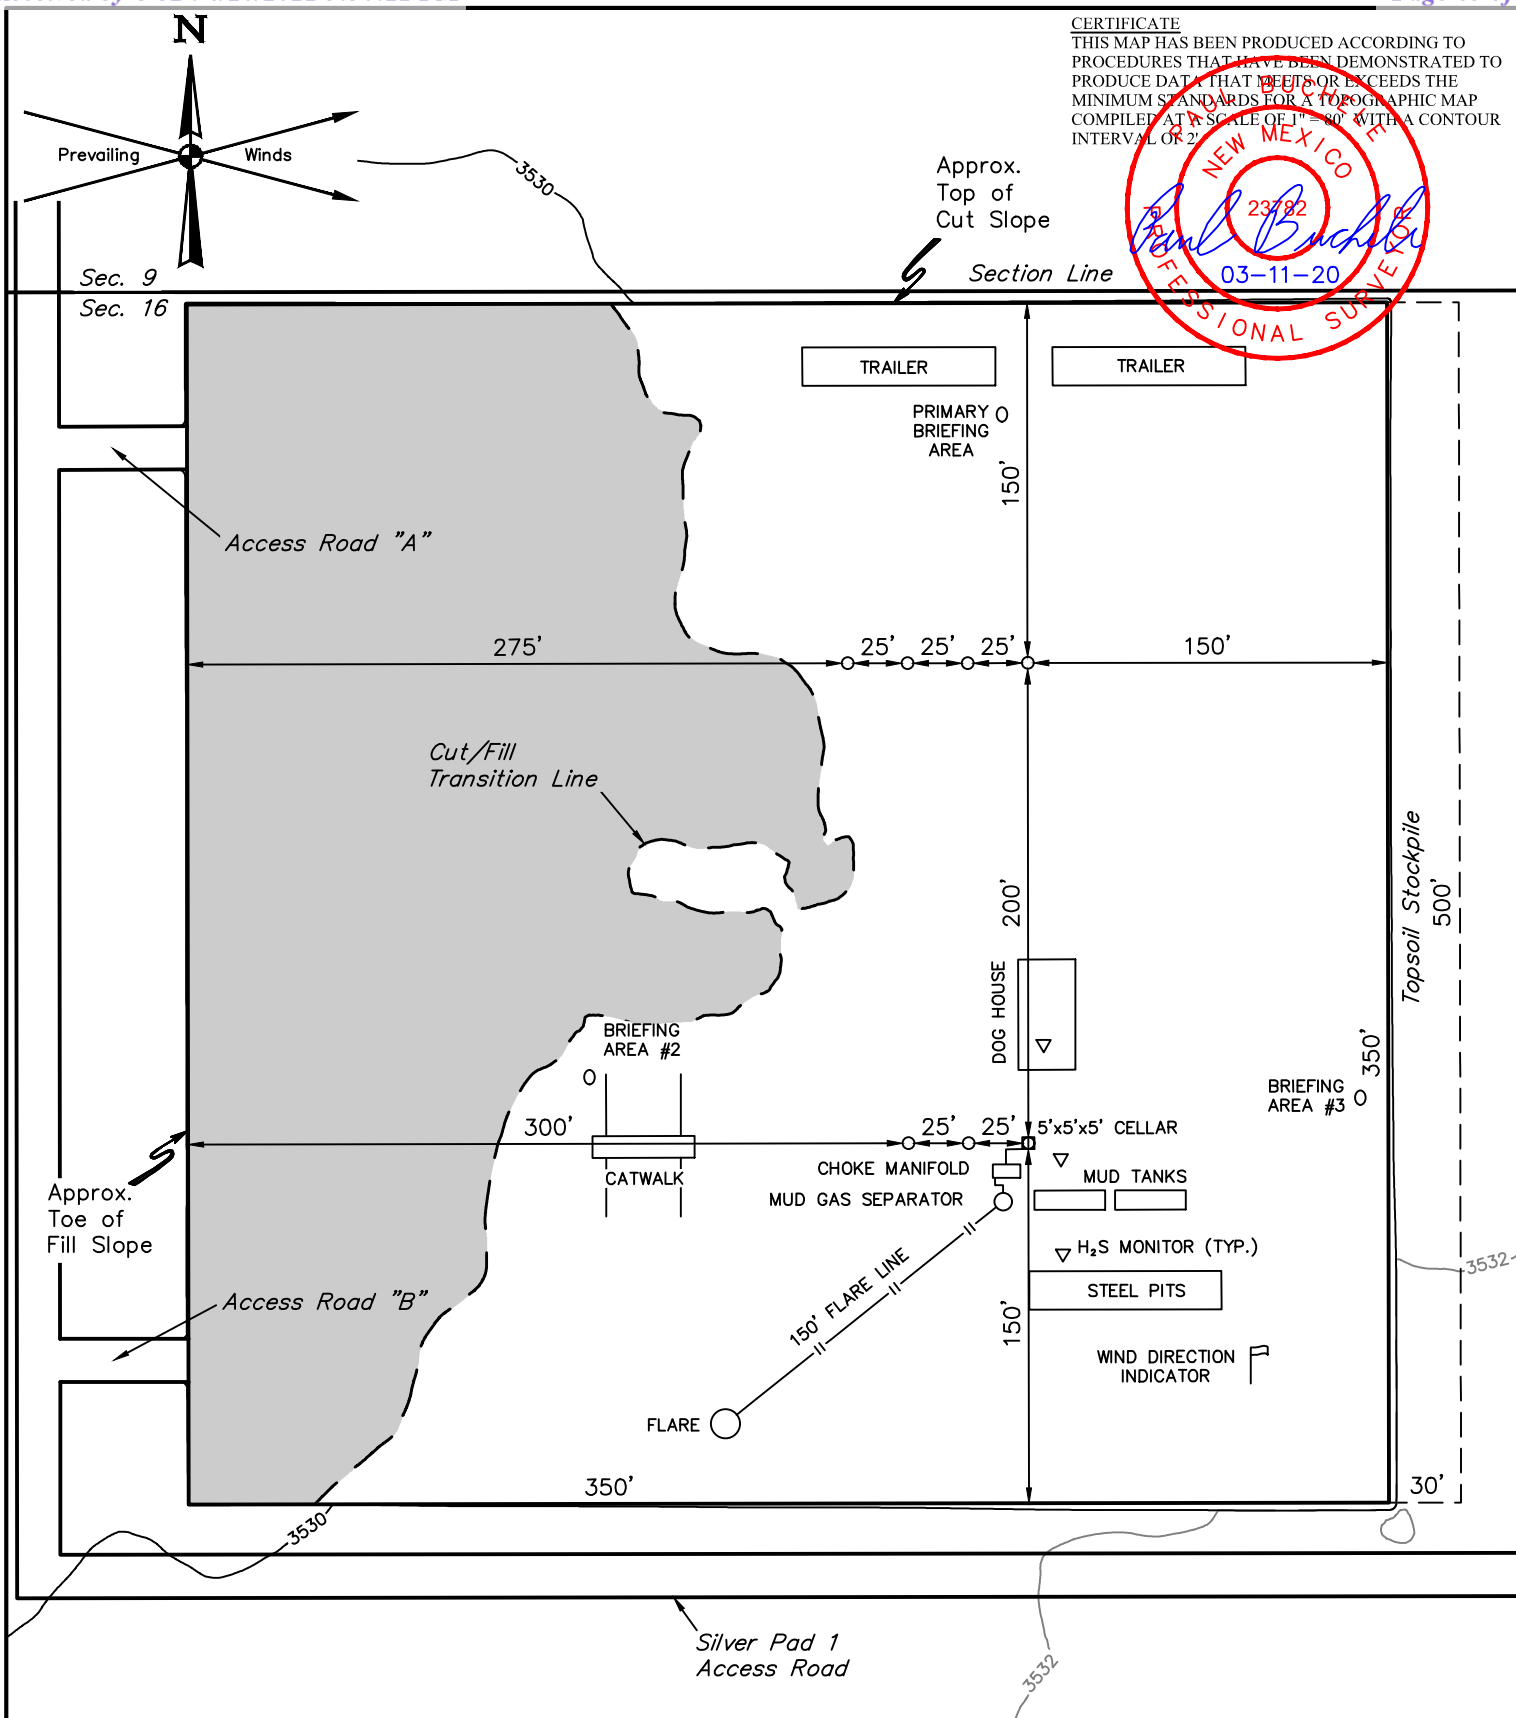 N
Prevailing Winds
CERTIFICATE
THIS MAP HAS BEEN PRODUCED ACCORDING TO
PROCEDURES THAT HAVE BEEN DEMONSTRATED TO
PRODUCE DATA THAT MEETS OR EXCEEDS THE
MINIMUM STANDARDS FOR A TOPOGRAPHIC MAP
COMPILED AT A SCALE OF 1" = 80' WITH A CONTOUR
INTERVAL OF 2'.
PAUL BUCHELE
NEW MEXICO
23782
Paul Buchele
03-11-20
PROFESSIONAL SURVEYOR
3530
Approx.
Top of
Cut Slope
Section Line
Sec. 9
Sec. 16
TRAILER
TRAILER
PRIMARY
BRIEFING
AREA
150'
Access Road "A"
275'
25'
25'
25'
150'
Cut/Fill
Transition Line
200'
Topsoil Stockpile
500'
DOG HOUSE
BRIEFING
AREA #2
350'
BRIEFING
AREA #3
300'
25'
25'
5'x5'x5' CELLAR
CATWALK
CHOKE MANIFOLD
MUD TANKS
MUD GAS SEPARATOR
Approx.
Toe of
Fill Slope
H₂S MONITOR (TYP.)
3532
STEEL PITS
150' FLARE LINE
150'
Access Road "B"
WIND DIRECTION
INDICATOR
FLARE
350'
30'
3530
Silver Pad 1
Access Road
3532